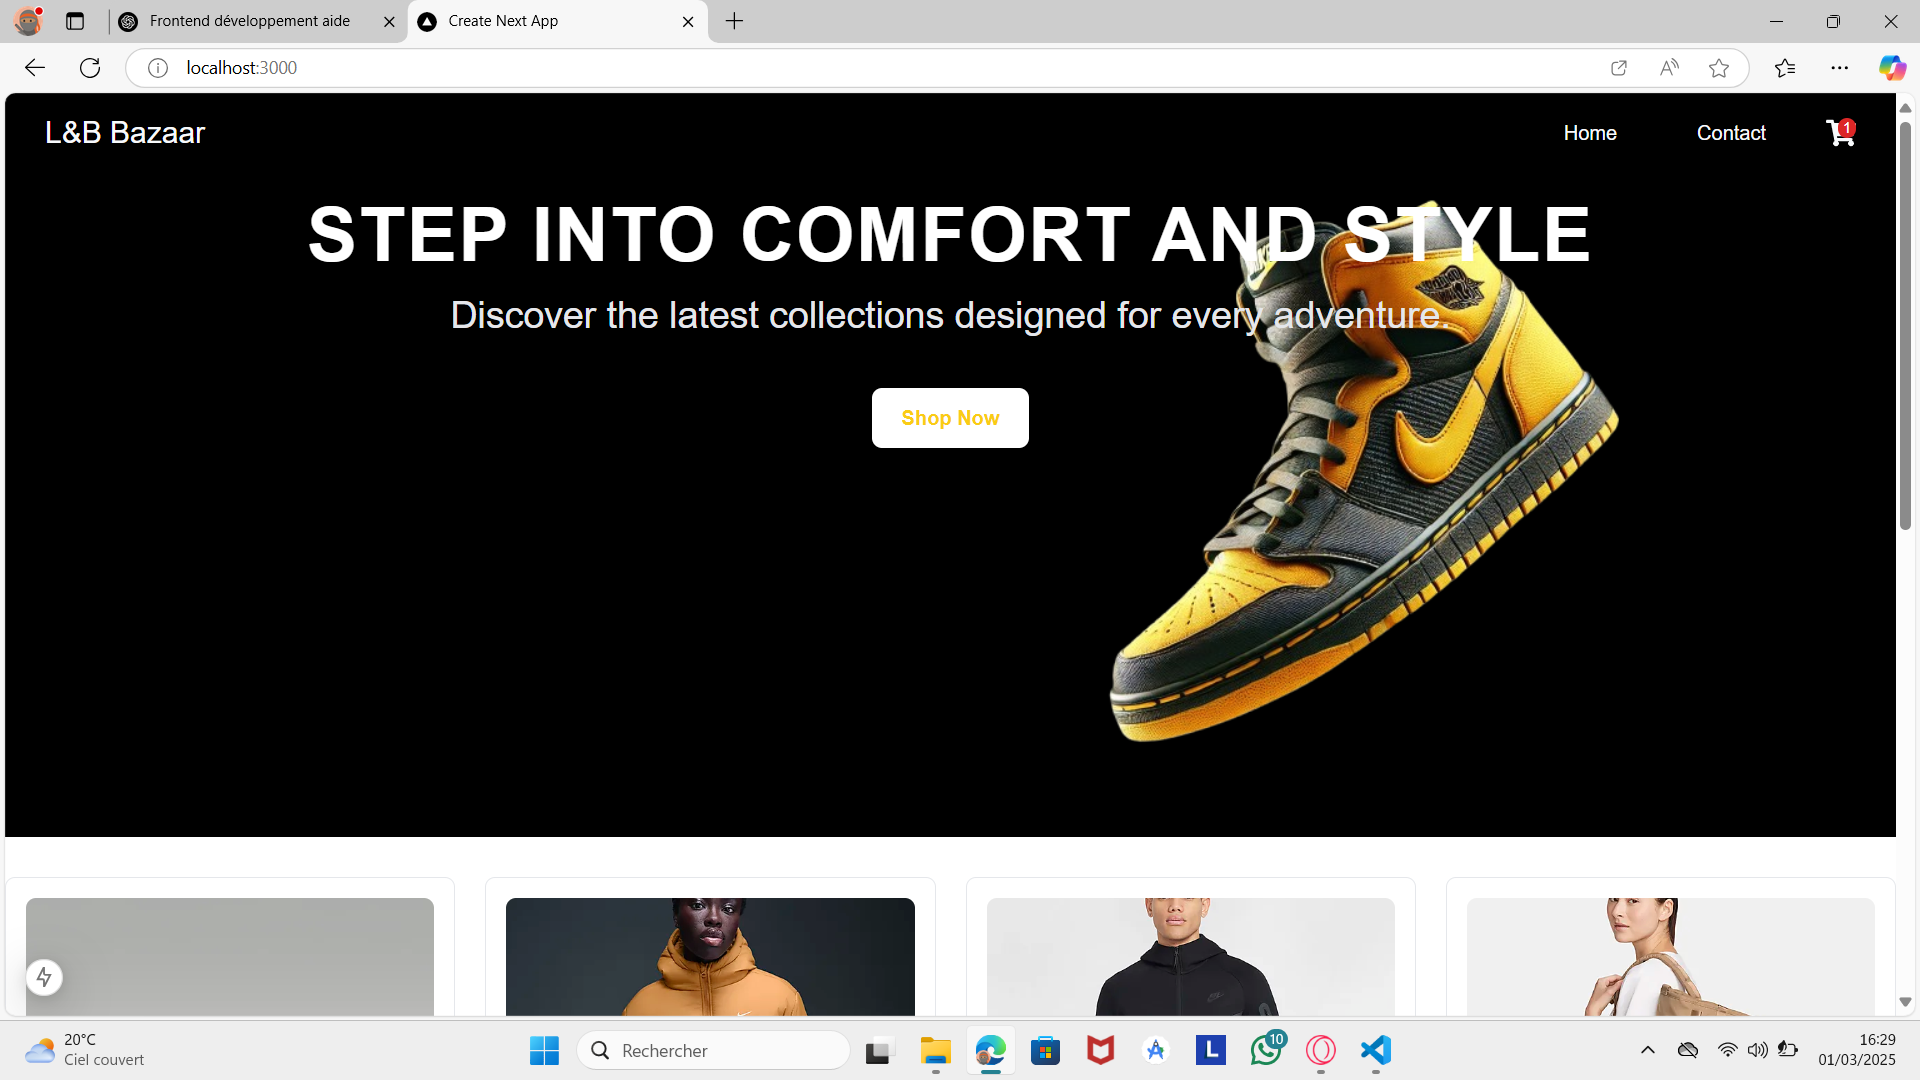 Frontend développement aide
Create Next App
localhost:3000
L&B Bazaar
Home
Contact
1
STEP INTO COMFORT AND STYLE
Discover the latest collections designed for every adventure.
Shop Now
20°C
Ciel couvert
Rechercher
L
10
16:29
01/03/2025